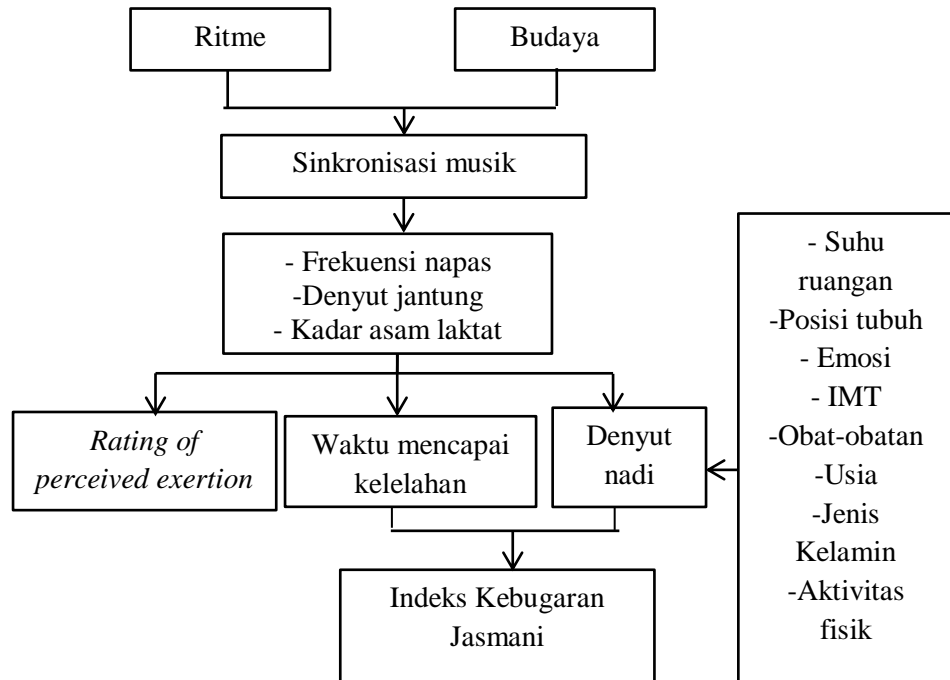 Ritme
Budaya
Sinkronisasi musik
- Frekuensi napas
-Denyut jantung
- Kadar asam laktat
Rating of
perceived exertion
Waktu mencapai
kelelahan
Denyut
nadi
- Suhu
ruangan
-Posisi tubuh
- Emosi
- IMT
-Obat-obatan
-Usia
-Jenis
Kelamin
-Aktivitas
fisik
Indeks Kebugaran
Jasmani